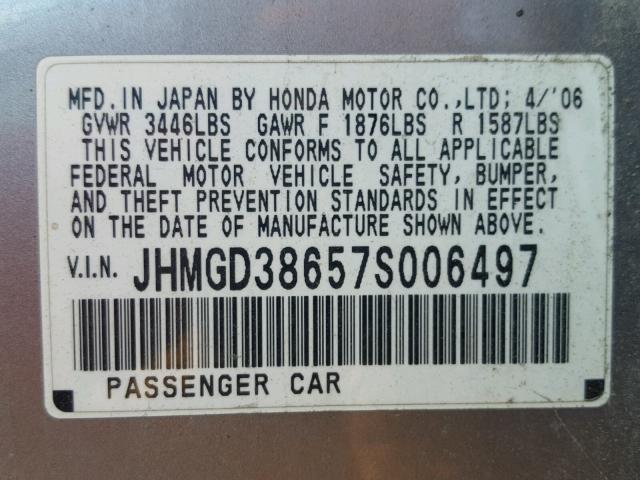 MFD. IN JAPAN BY HONDA MOTOR CO.,LTD; 4/'06
GVWR 3446LBS GAWR F 1876LBS R 1587LBS
THIS VEHICLE CONFORMS TO ALL APPLICABLE
FEDERAL MOTOR VEHICLE SAFETY, BUMPER,
AND THEFT PREVENTION STANDARDS IN EFFECT
ON THE DATE OF MANUFACTURE SHOWN ABOVE.
V.I.N. JHMGD38657S006497
PASSENGER CAR